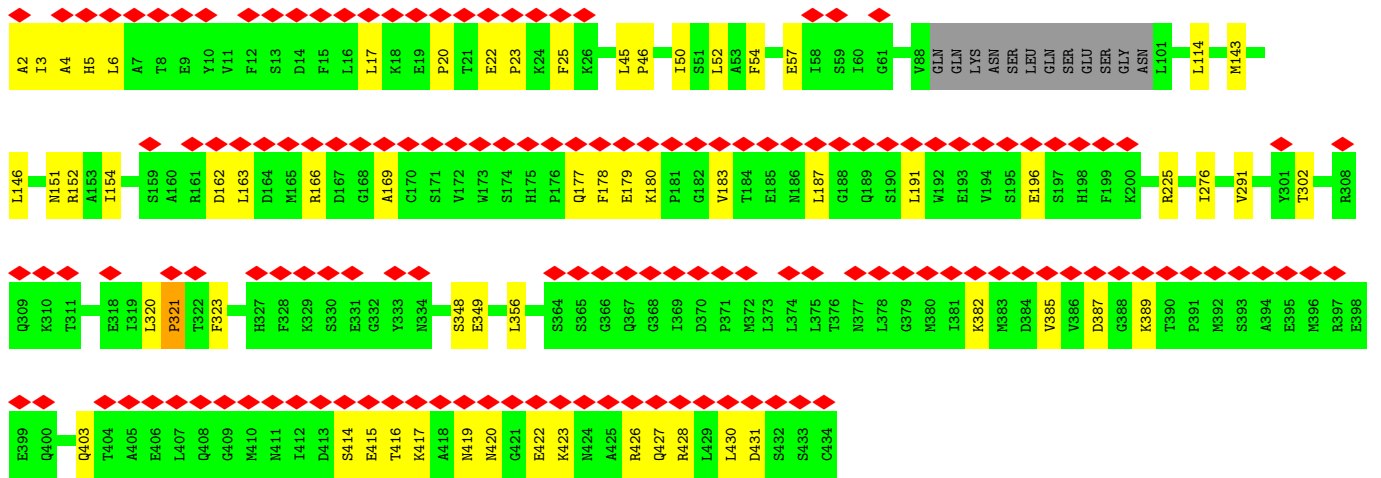 A2 I3 A4 H5 L6 A7 T8 E9 Y10 V11 F12 S13 D14 F15 L16 L17 K18 E19 P20 T21 E22 P23 K24 F25 K26 L45 P46 I50 S51 L52 A53 F54 E57 I58 S59 I60 G61 V88 GLN GLN LYS ASN SER LEU GLN SER GLU SER GLY ASN L101 L114 M143
L146 N151 R152 A153 I154 S159 A160 R161 D162 L163 D164 M165 R166 D167 G168 A169 C170 S171 V172 W173 S174 H175 P176 Q177 F178 E179 K180 P181 G182 V183 T184 E185 N186 L187 G188 Q189 S190 L191 W192 E193 V194 S195 E196 S197 H198 F199 K200 R225 I276 V291 Y301 T302 R308
Q309 K310 T311 E318 I319 L320 P321 T322 F323 H327 F328 K329 S330 E331 G332 Y333 N334 S348 E349 L356 S364 S365 G366 Q367 G368 I369 D370 P371 M372 L373 L374 L375 T376 N377 L378 G379 M380 I381 K382 M383 D384 V385 V386 D387 G388 K389 T390 P391 M392 S393 A394 E395 M396 R397 E398
E399 Q400 Q403 T404 A405 E406 L407 Q408 G409 M410 N411 I412 D413 S414 E415 T416 K417 A418 N419 N420 G421 E422 K423 N424 A425 R426 Q427 R428 L429 L430 D431 S432 S433 C434